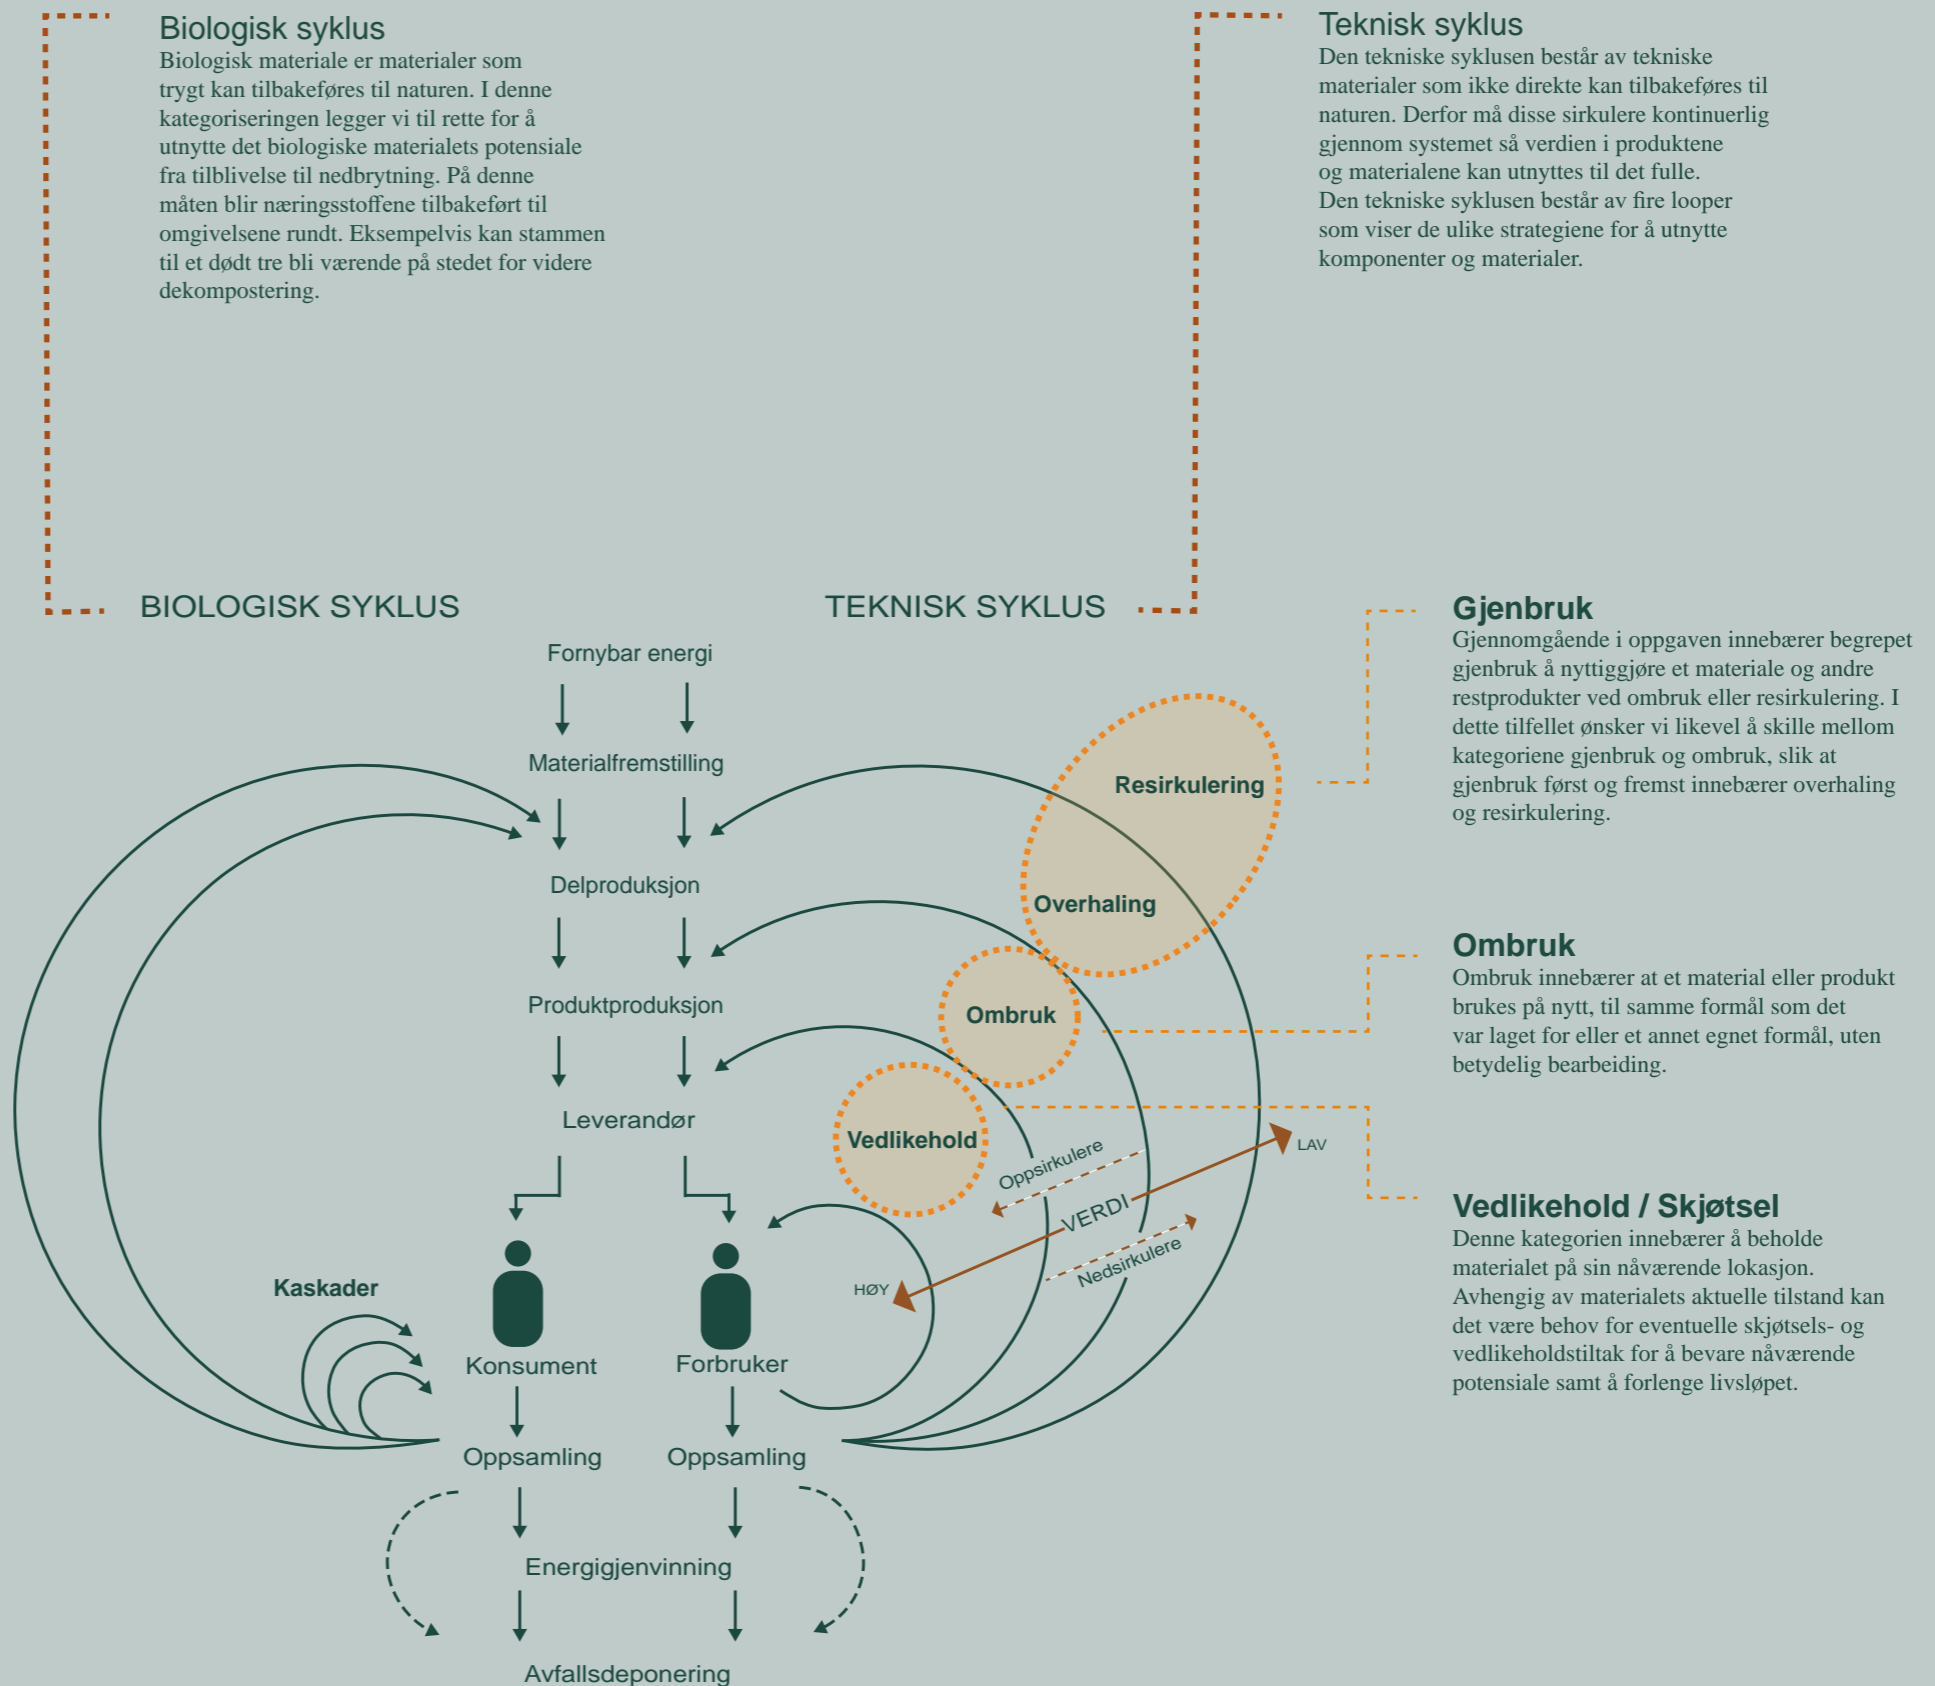 Biologisk syklus
Biologisk materiale er materialer som
trygt kan tilbakeføres til naturen. I denne
kategoriseringen legger vi til rette for å
utnytte det biologiske materialets potensiale
fra tilblivelse til nedbrytning. På denne
måten blir næringsstoffene tilbakeført til
omgivelsene rundt. Eksempelvis kan stammen
til et dødt tre bli værende på stedet for videre
dekompostering.
Teknisk syklus
Den tekniske syklusen består av tekniske
materialer som ikke direkte kan tilbakeføres til
naturen. Derfor må disse sirkulere kontinuerlig
gjennom systemet så verdien i produktene
og materialene kan utnyttes til det fulle.
Den tekniske syklusen består av fire looper
som viser de ulike strategiene for å utnytte
komponenter og materialer.
BIOLOGISK SYKLUS
TEKNISK SYKLUS
Fornybar energi
Materialfremstilling
Delproduksjon
Produktproduksjon
Leverandør
Resirkulering
Overhaling
Ombruk
Vedlikehold
Oppsirkulere
VERDI
Nedsirkulere
LAV
HØY
Kaskader
Konsument
Forbruker
Oppsamling
Oppsamling
Energigjenvinning
Avfallsdeponering
Gjenbruk
Gjennomgående i oppgaven innebærer begrepet
gjenbruk å nyttiggjøre et materiale og andre
restprodukter ved ombruk eller resirkulering. I
dette tilfellet ønsker vi likevel å skille mellom
kategoriene gjenbruk og ombruk, slik at
gjenbruk først og fremst innebærer overhaling
og resirkulering.
Ombruk
Ombruk innebærer at et material eller produkt
brukes på nytt, til samme formål som det
var laget for eller et annet egnet formål, uten
betydelig bearbeiding.
Vedlikehold / Skjøtsel
Denne kategorien innebærer å beholde
materialet på sin nåværende lokasjon.
Avhengig av materialets aktuelle tilstand kan
det være behov for eventuelle skjøtsels- og
vedlikeholdstiltak for å bevare nåværende
potensiale samt å forlenge livsløpet.